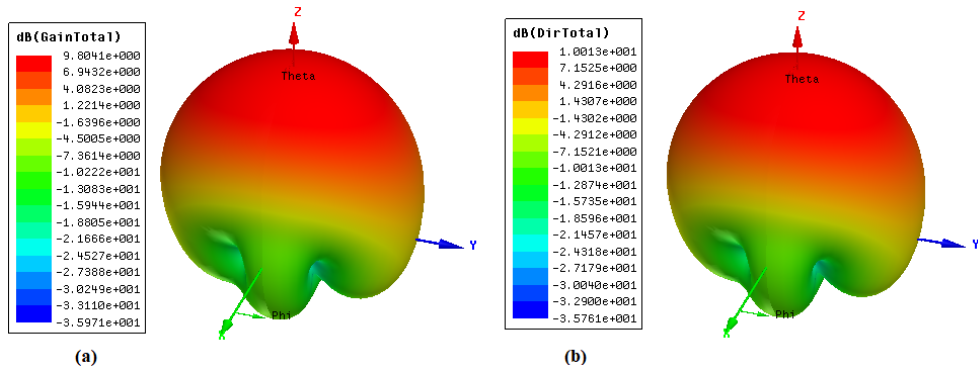 dB(GainTotal)
9.8041e+000
6.9432e+000
4.0823e+000
1.2214e+000
-1.6396e+000
-4.5005e+000
-7.3614e+000
-1.0222e+001
-1.3083e+001
-1.5944e+001
-1.8805e+001
-2.1666e+001
-2.4527e+001
-2.7388e+001
-3.0249e+001
-3.3110e+001
-3.5971e+001
Z
Theta
Y
X
Phi
(a)
dB(DirTotal)
1.0013e+001
7.1525e+000
4.2916e+000
1.4307e+000
-1.4302e+000
-4.2912e+000
-7.1521e+000
-1.0013e+001
-1.2874e+001
-1.5735e+001
-1.8596e+001
-2.1457e+001
-2.4318e+001
-2.7179e+001
-3.0040e+001
-3.2900e+001
-3.5761e+001
Z
Theta
Y
X
Phi
(b)